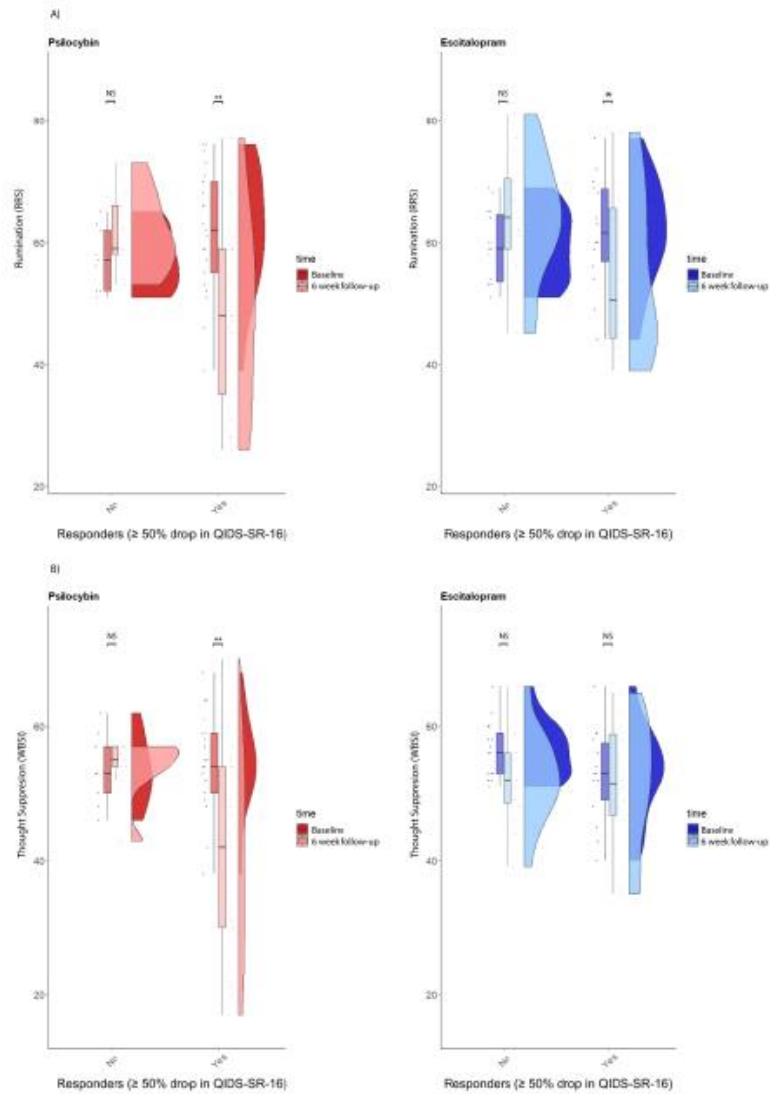 A)
Psilocybin
Escitalopram
NS
**
NS
*
80
60
40
20
Rumination (RRS)
80
60
40
20
Rumination (RRS)
time
Baseline
6 week follow-up
time
Baseline
6 week follow-up
No
Yes
No
Yes
Responders (≥ 50% drop in QIDS-SR-16)
Responders (≥ 50% drop in QIDS-SR-16)
B)
Psilocybin
Escitalopram
NS
**
NS
NS
60
40
20
Thought Suppresion (WBSI)
60
40
20
Thought Suppresion (WBSI)
time
Baseline
6 week follow-up
time
Baseline
6 week follow-up
No
Yes
No
Yes
Responders (≥ 50% drop in QIDS-SR-16)
Responders (≥ 50% drop in QIDS-SR-16)